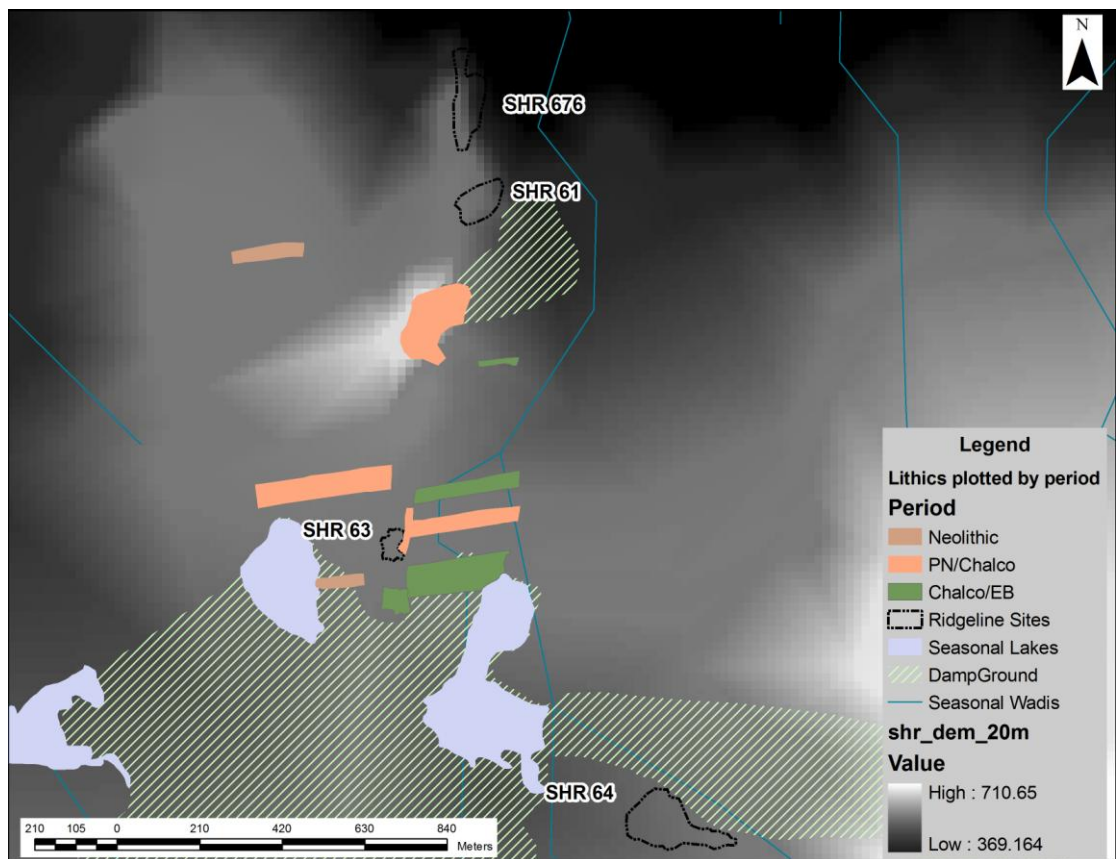 N
SHR 676
SHR 61
SHR 63
SHR 64
Legend
Lithics plotted by period
Period
Neolithic
PN/Chalco
Chalco/EB
Ridgeline Sites
Seasonal Lakes
DampGround
Seasonal Wadis
shr_dem_20m
Value
High : 710.65
Low : 369.164
210 105 0 210 420 630 840
Meters